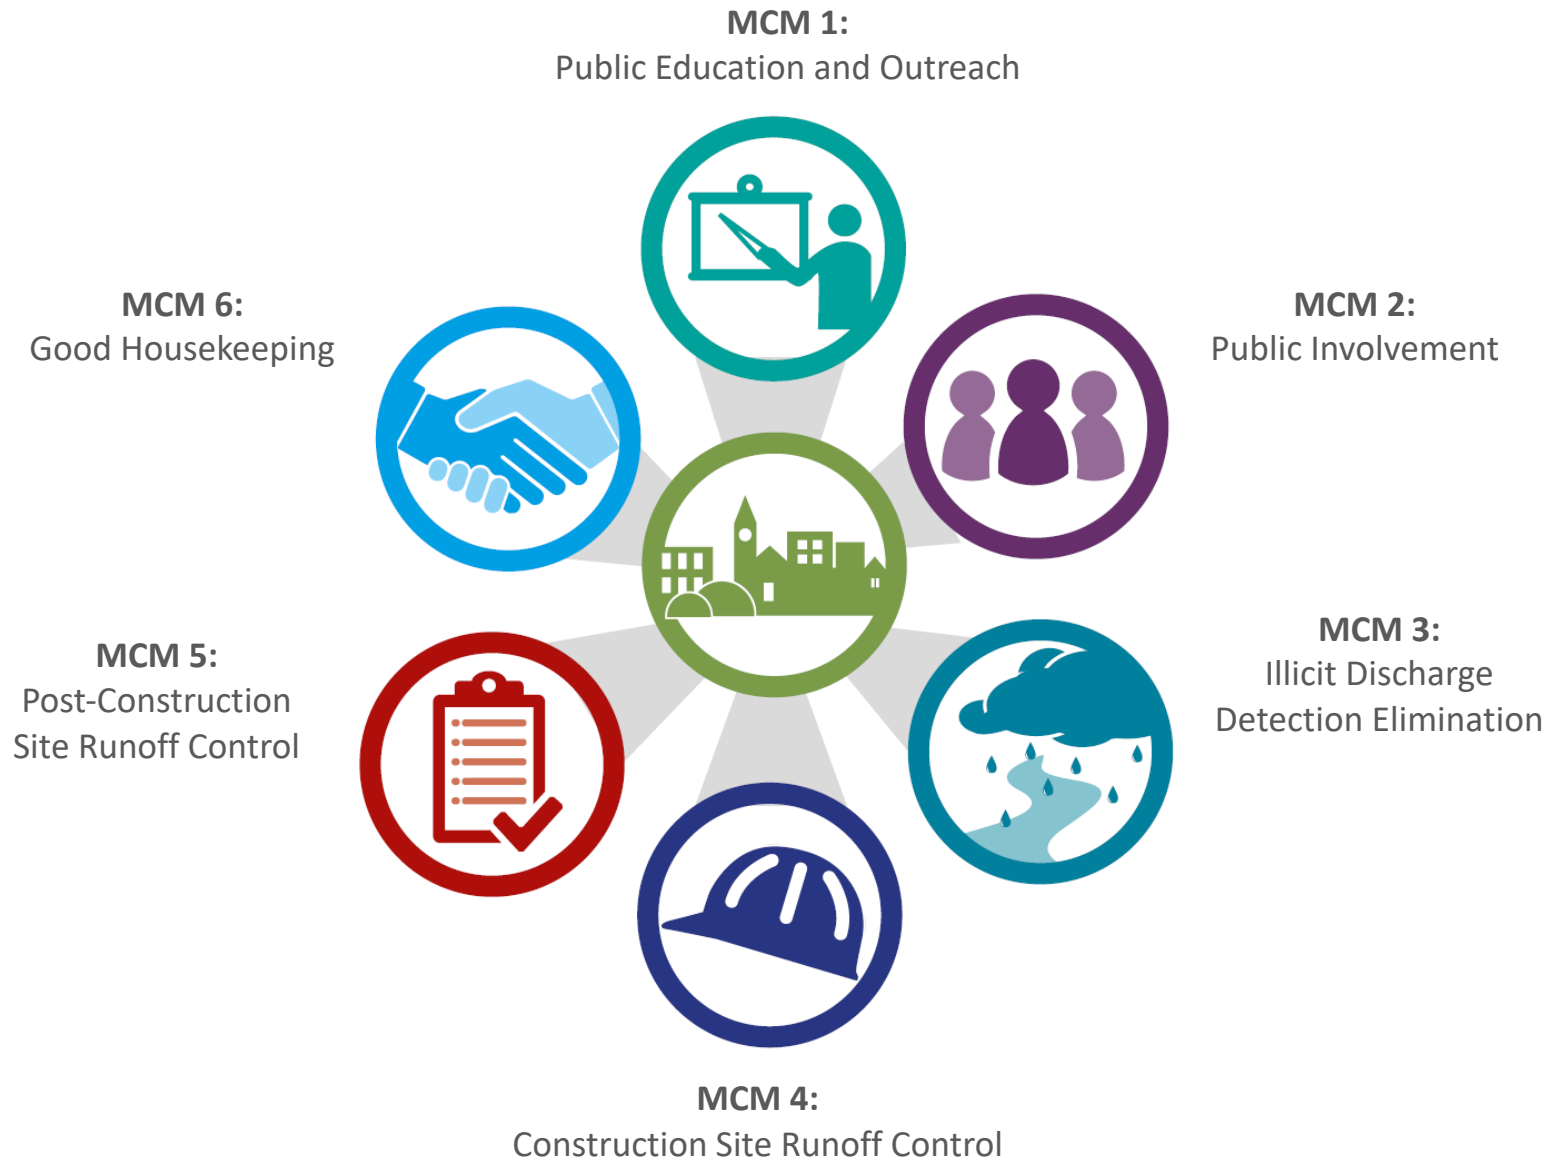 MCM 1:
Public Education and Outreach
MCM 2:
Public Involvement
MCM 3:
Illicit Discharge
Detection Elimination
MCM 4:
Construction Site Runoff Control
MCM 5:
Post-Construction
Site Runoff Control
MCM 6:
Good Housekeeping